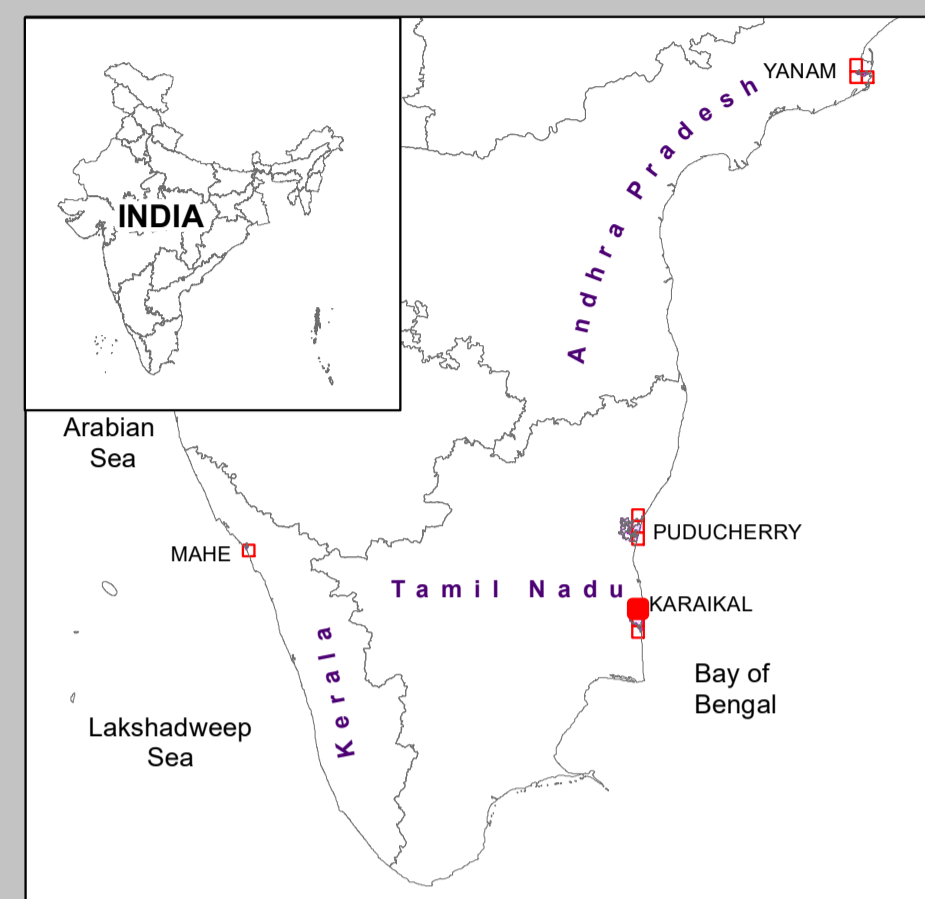 INDIA
YANAM
Andhra Pradesh
Arabian
Sea
PUDUCHERRY
MAHE
Tamil Nadu
KARAIKAL
Kerala
Bay of
Bengal
Lakshadweep
Sea